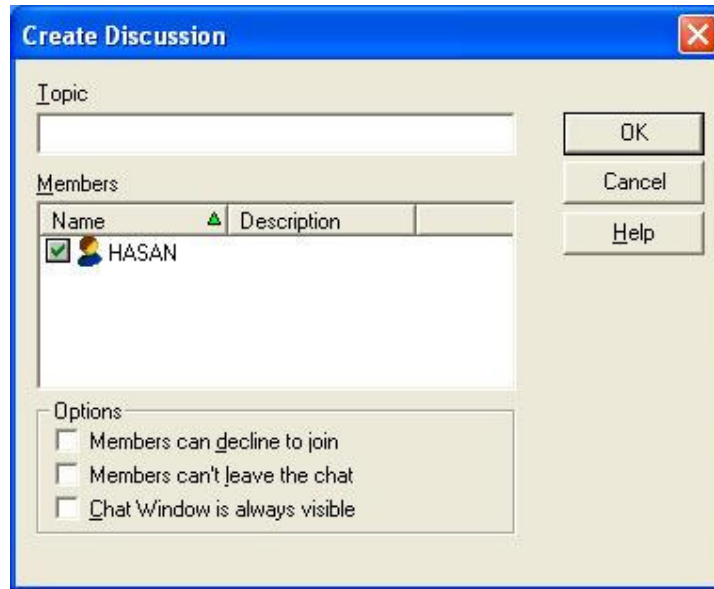 Create Discussion
Topic
OK
Members
Cancel
Name Description
Help
HASAN
Options
Members can decline to join
Members can't leave the chat
Chat Window is always visible